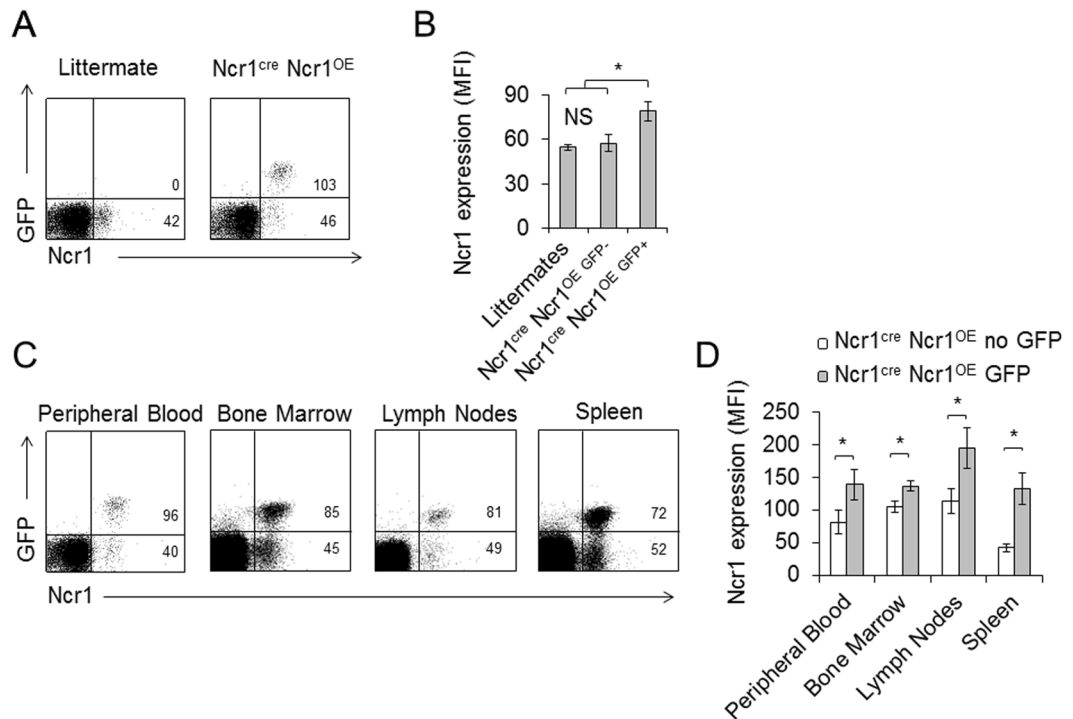 A
Littermate
Ncr1cre Ncr1OE
GFP
0
42
103
46
Ncr1
B
Ncr1 expression (MFI)
90
60
30
0
NS
*
Littermates
Ncr1cre Ncr1OE GFP-
Ncr1cre Ncr1OE GFP+
C
Peripheral Blood
Bone Marrow
Lymph Nodes
Spleen
GFP
96
40
85
45
81
49
72
52
Ncr1
D
Ncr1cre Ncr1OE no GFP
Ncr1cre Ncr1OE GFP
Ncr1 expression (MFI)
250
200
150
100
50
0
*
*
*
*
Peripheral Blood
Bone Marrow
Lymph Nodes
Spleen